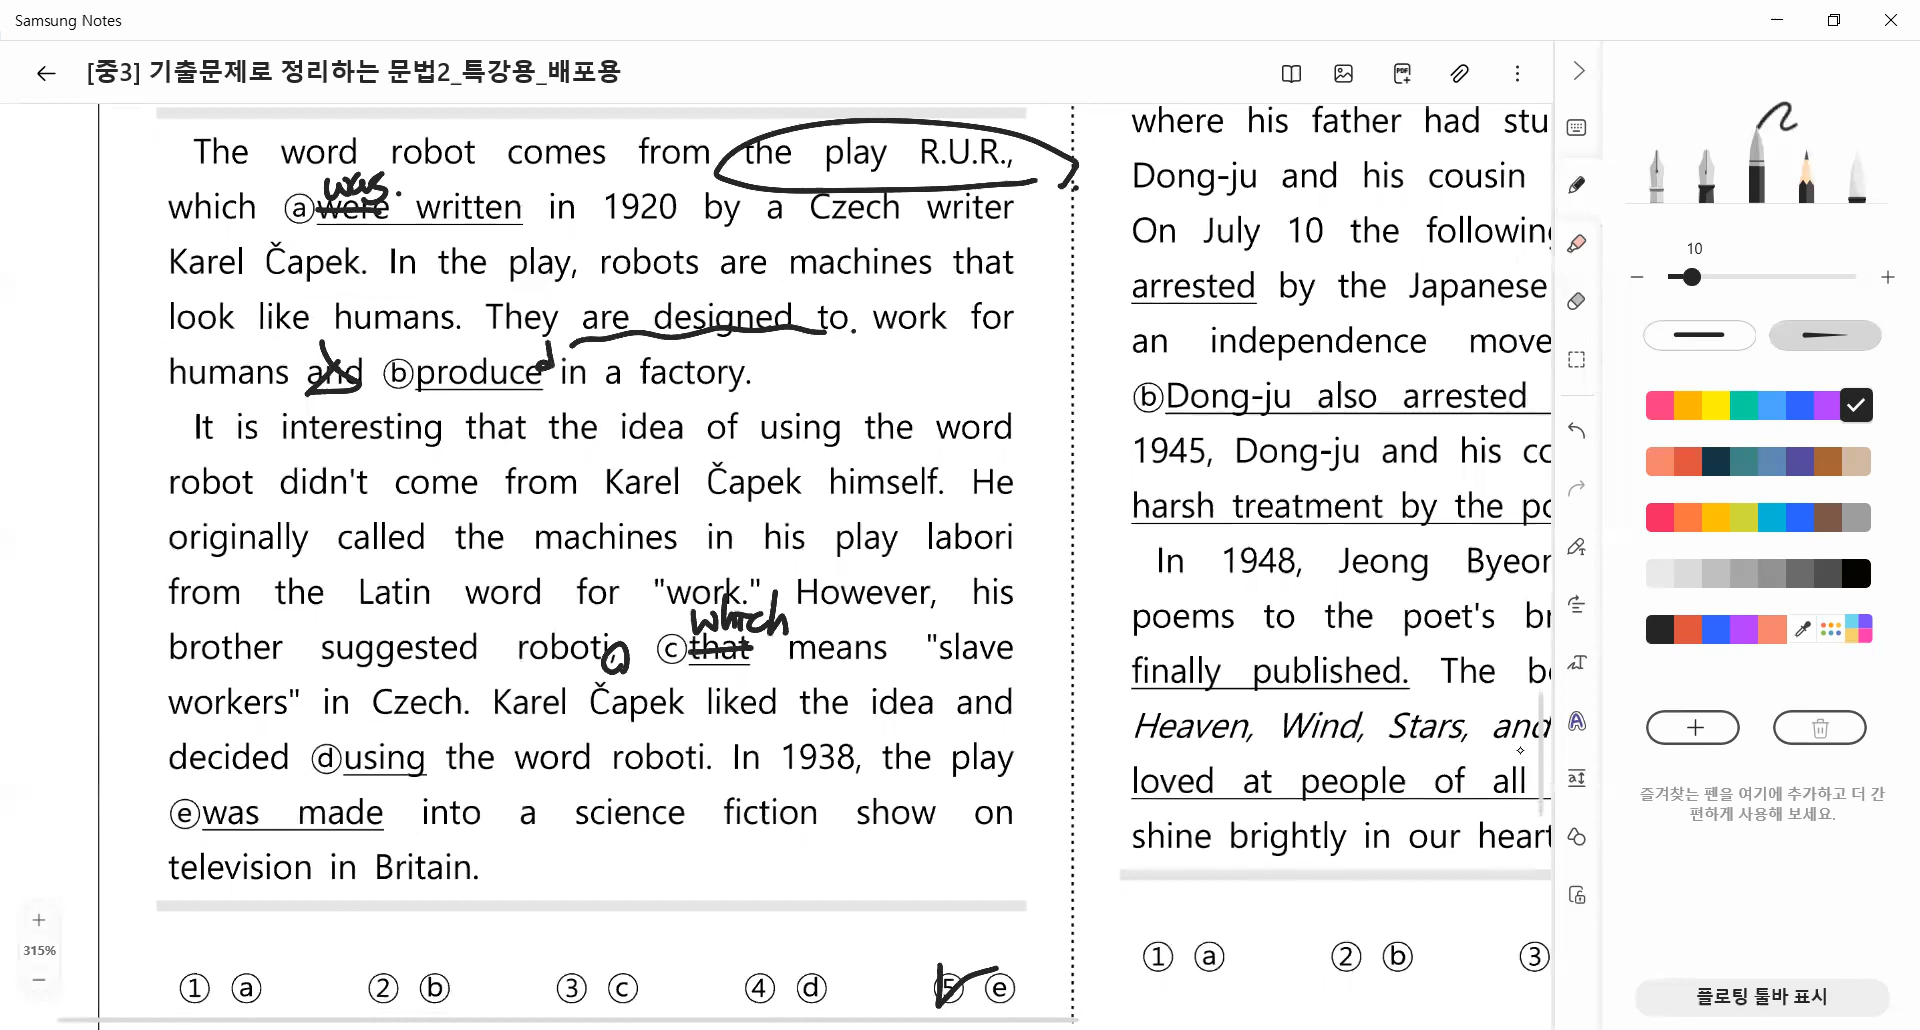 Samsung Notes
[중3] 기출문제로 정리하는 문법2_특강용_배포용
The word robot comes from the play R.U.R.,
was.
which ⓐwere written in 1920 by a Czech writer
Karel Čapek. In the play, robots are machines that
look like humans. They are designed to work for
humans and ⓑproduced in a factory.
It is interesting that the idea of using the word
robot didn't come from Karel Čapek himself. He
originally called the machines in his play labori
from the Latin word for "work." However, his
which
brother suggested roboti, ⓒthat means "slave
workers" in Czech. Karel Čapek liked the idea and
decided ⓓusing the word roboti. In 1938, the play
ⓔwas made into a science fiction show on
television in Britain.
① ⓐ ② ⓑ ③ ⓒ ④ ⓓ ⑤ ⓔ
where his father had stu
Dong-ju and his cousin
On July 10 the following
arrested by the Japanese
an independence move
ⓑDong-ju also arrested
1945, Dong-ju and his co
harsh treatment by the po
In 1948, Jeong Byeon
poems to the poet's br
finally published. The be
Heaven, Wind, Stars, and
loved at people of all
shine brightly in our heart
① ⓐ ② ⓑ ③
315%
10
즐겨찾는 펜을 여기에 추가하고 더 간
편하게 사용해 보세요.
플로팅 툴바 표시